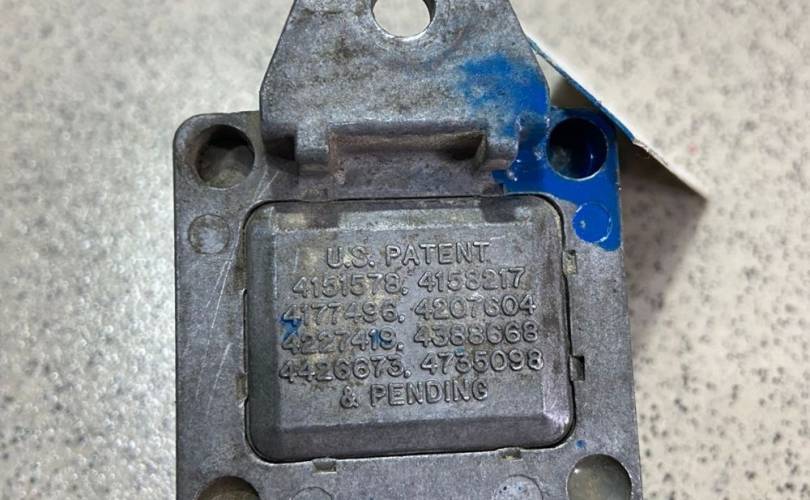 U.S. PATENT
4151578, 4158217
4177496, 4207604
4227419, 4388668
4426673, 4735098
& PENDING